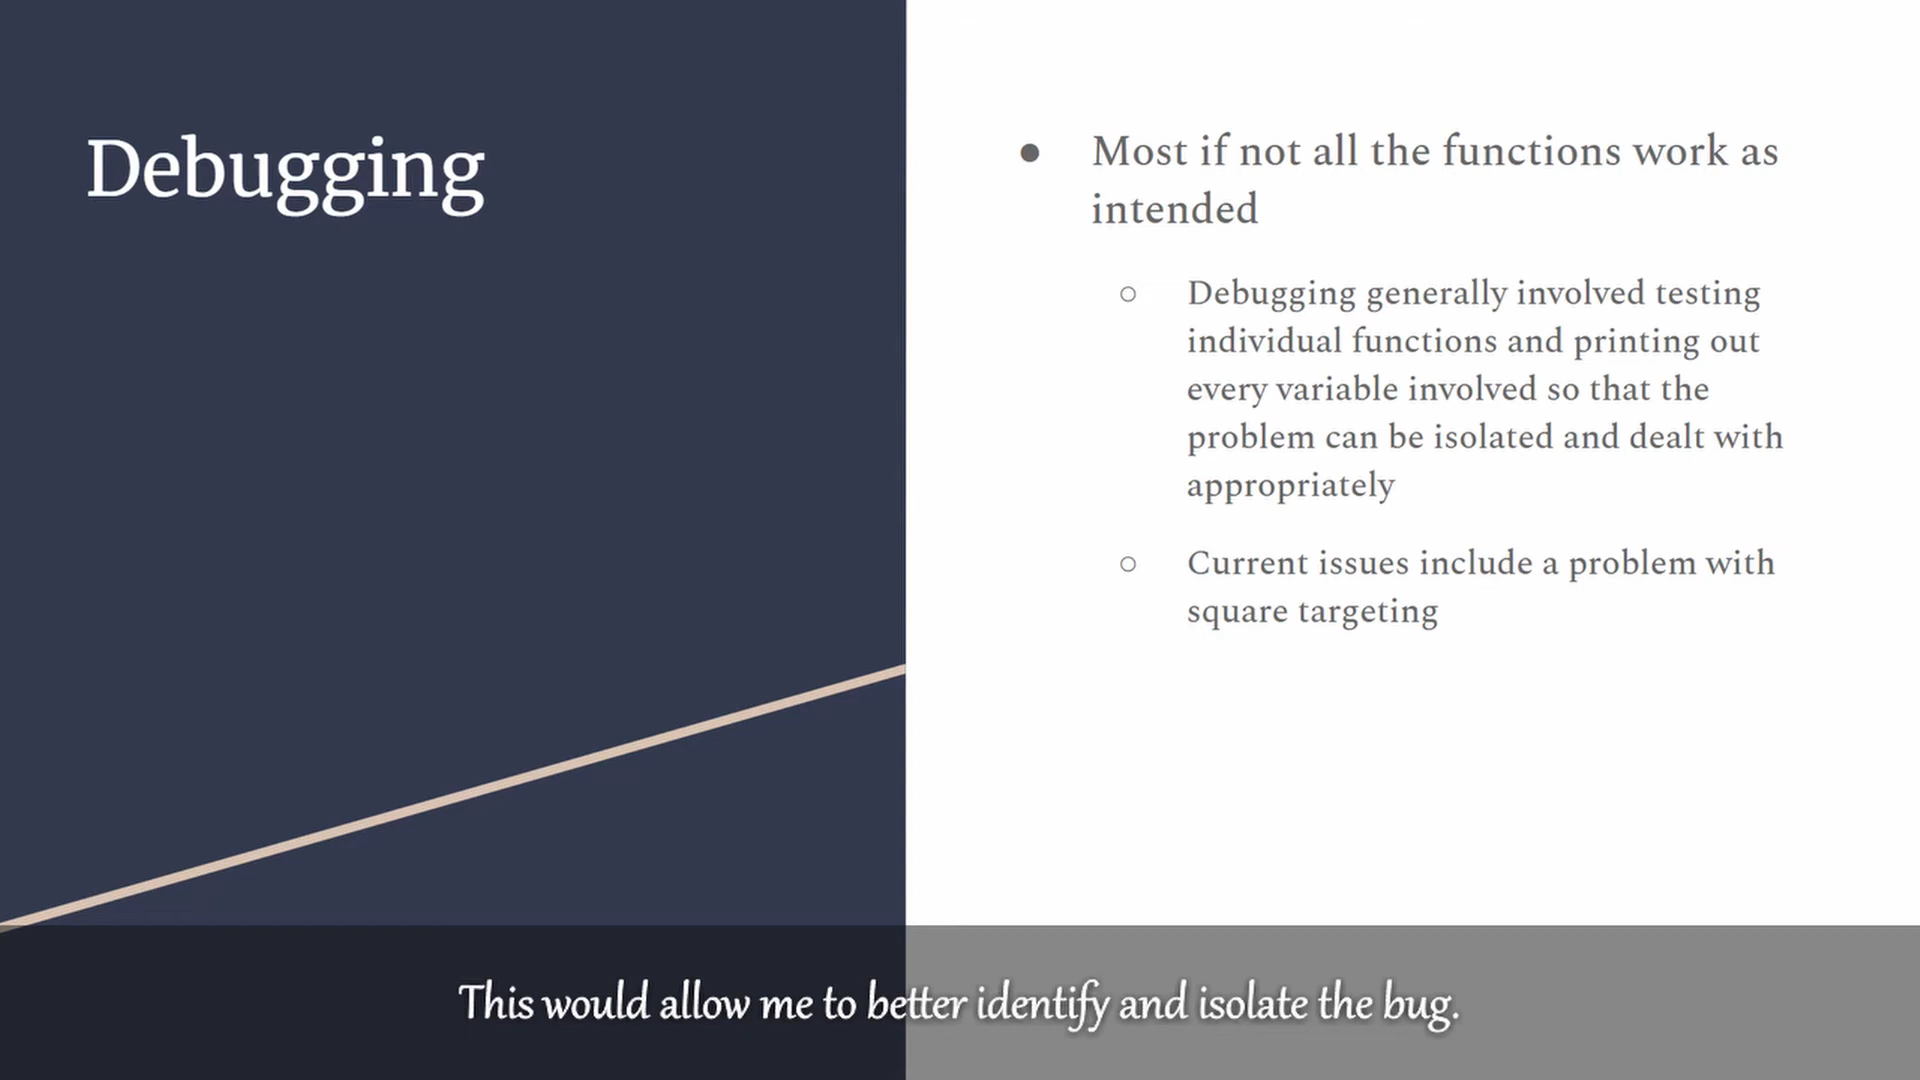 Debugging
● Most if not all the functions work as
intended
○ Debugging generally involved testing
individual functions and printing out
every variable involved so that the
problem can be isolated and dealt with
appropriately
○ Current issues include a problem with
square targeting
This would allow me to better identify and isolate the bug.